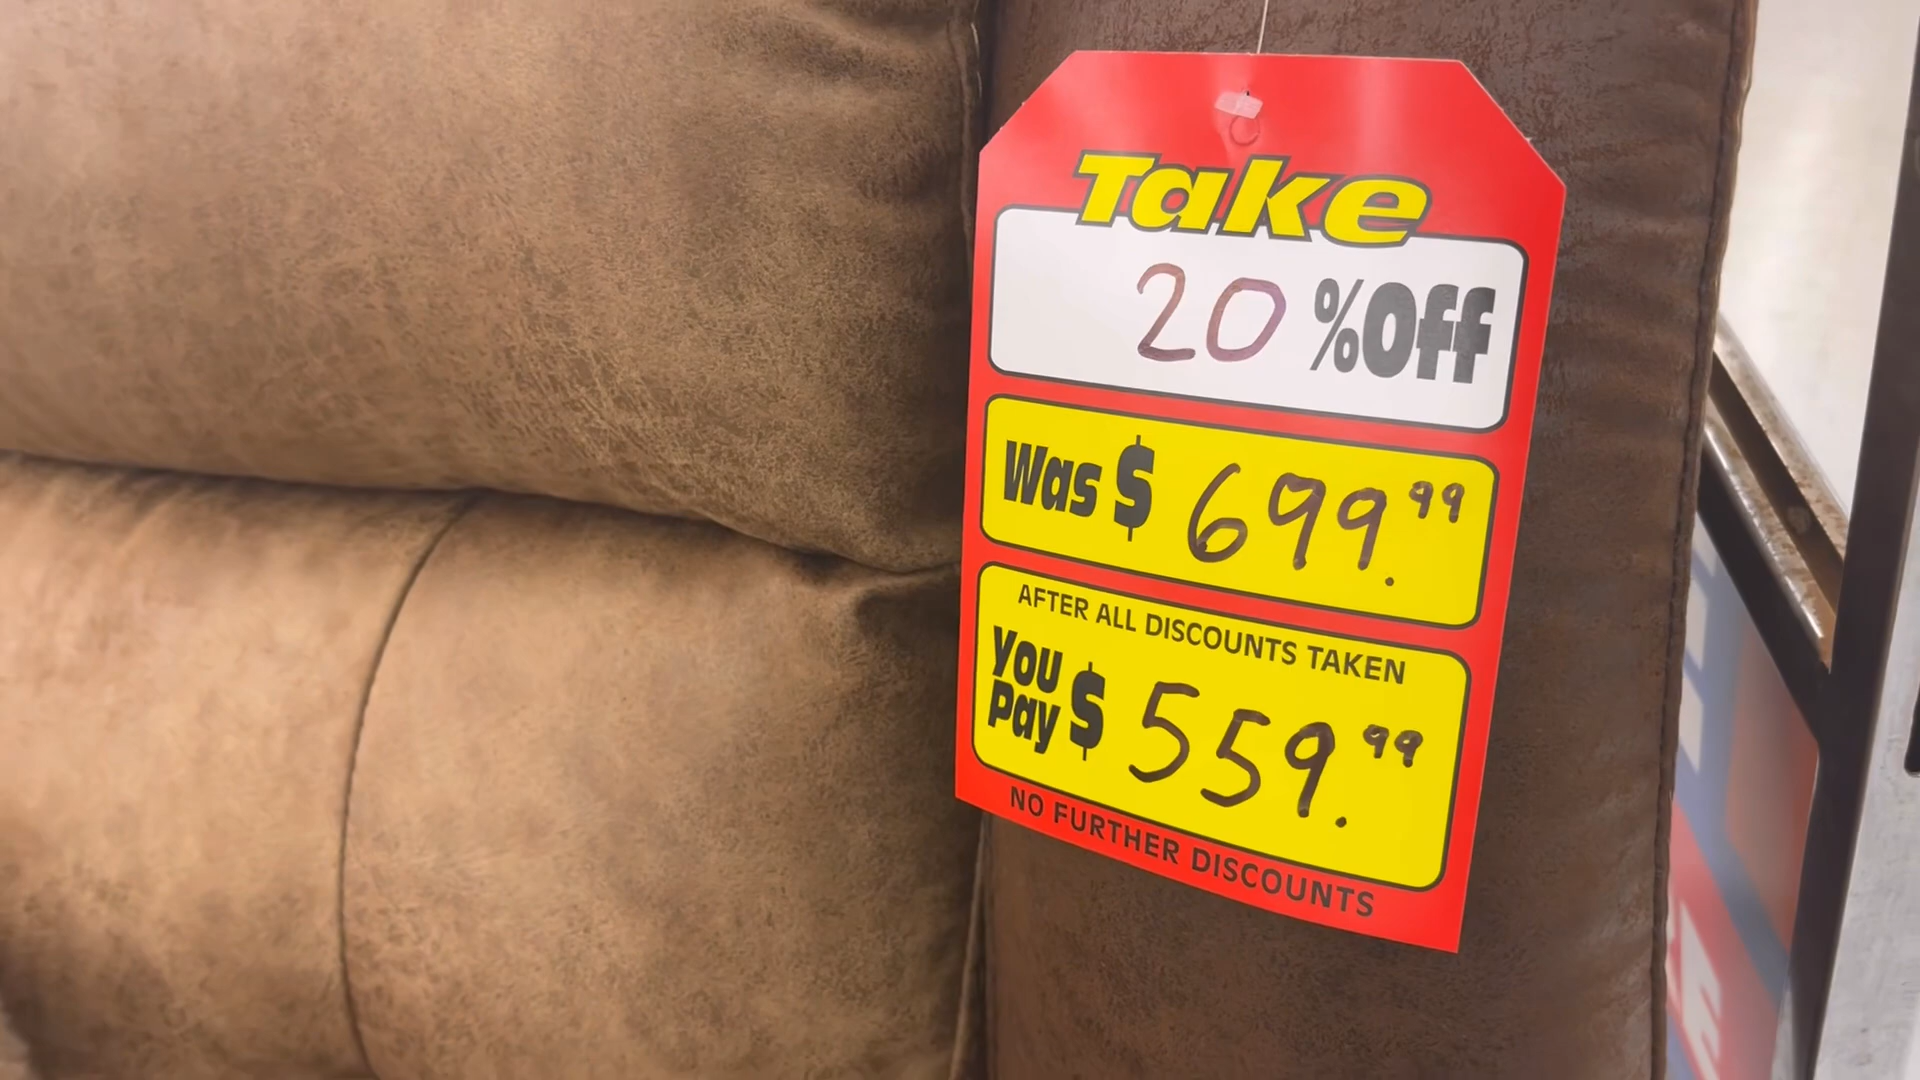 Take
20 %Off
Was $ 699.99
AFTER ALL DISCOUNTS TAKEN
You Pay $ 559.99
NO FURTHER DISCOUNTS